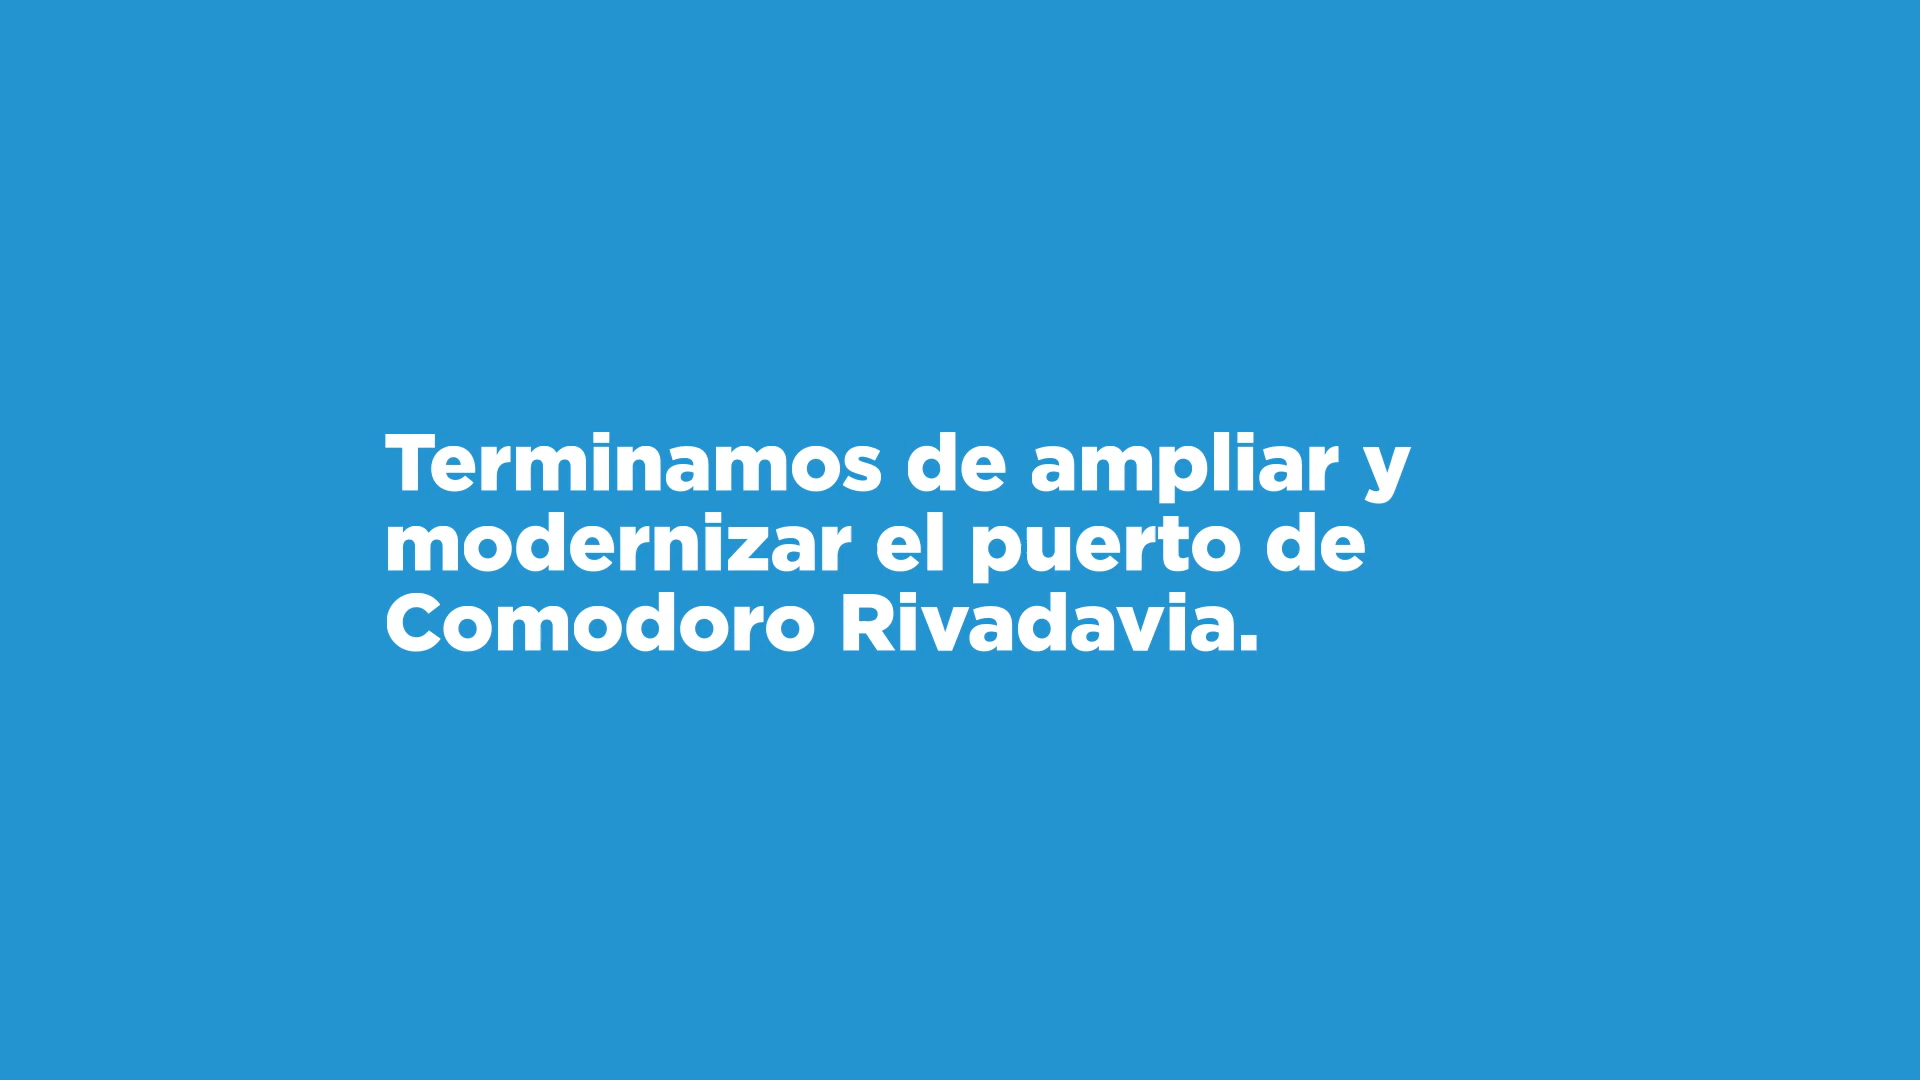 Terminamos de ampliar y
modernizar el puerto de
Comodoro Rivadavia.